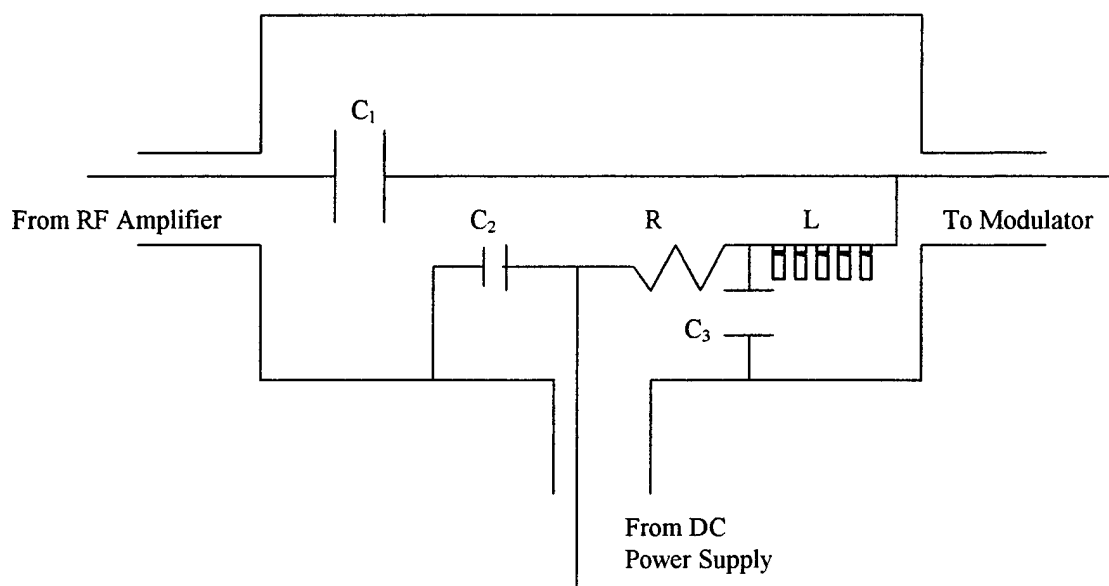 C₁
From RF Amplifier
C₂
R
L
To Modulator
C₃
From DC
Power Supply